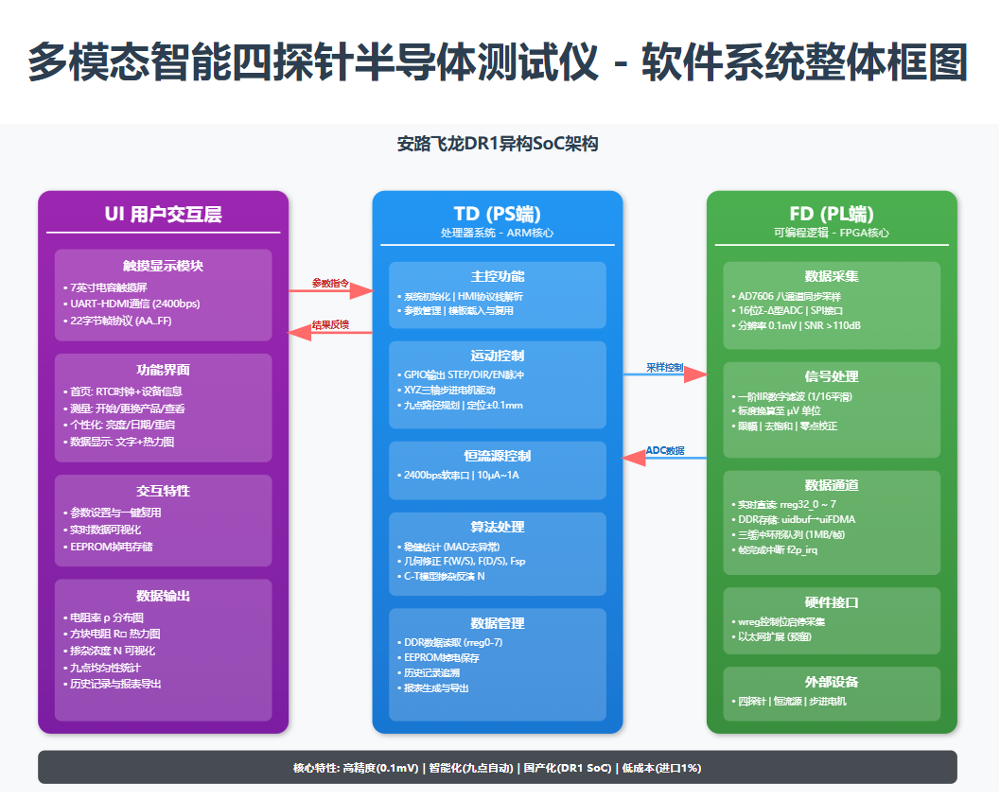 多模态智能四探针半导体测试仪 - 软件系统整体框图
安路飞龙DR1异构SoC架构
UI 用户交互层
触摸显示模块
• 7英寸电容触摸屏
• UART-HDMI通信 (2400bps)
• 22字节帧协议 (AA..FF)
功能界面
• 首页: RTC时钟+设备信息
• 测量: 开始/更换产品/查看
• 个性化: 亮度/日期/重启
• 数据显示: 文字+热力图
交互特性
• 参数设置与一键复用
• 实时数据可视化
• EEPROM掉电存储
数据输出
• 电阻率 ρ 分布图
• 方块电阻 R□ 热力图
• 掺杂浓度 N 可视化
• 九点均匀性统计
• 历史记录与报表导出
参数指令
结果反馈
TD (PS端)
处理器系统 - ARM核心
主控功能
• 系统初始化 | HMI协议栈解析
• 参数管理 | 模板载入与复用
运动控制
• GPIO输出 STEP/DIR/EN脉冲
• XYZ三轴步进电机驱动
• 九点路径规划 | 定位±0.1mm
恒流源控制
• 2400bps软串口 | 10μA~1A
算法处理
• 稳健估计 (MAD去异常)
• 几何修正 F(W/S), F(D/S), Fsp
• C-T模型掺杂反演 N
数据管理
• DDR数据读取 (rreg0-7)
• EEPROM掉电保存
• 历史记录追溯
• 报表生成与导出
采样控制
ADC数据
FD (PL端)
可编程逻辑 - FPGA核心
数据采集
• AD7606 八通道同步采样
• 16位Σ-Δ型ADC | SPI接口
• 分辨率 0.1mV | SNR >110dB
信号处理
• 一阶IIR数字滤波 (1/16平滑)
• 标度换算至 μV 单位
• 限幅 | 去饱和 | 零点校正
数据通道
• 实时直读: rreg32_0 ~ 7
• DDR存储: uidbuf→uiFDMA
• 三缓冲环形队列 (1MB/帧)
• 帧完成中断 f2p_irq
硬件接口
• wreg控制位启停采集
• 以太网扩展 (预留)
外部设备
• 四探针 | 恒流源 | 步进电机
核心特性: 高精度(0.1mV) | 智能化(九点自动) | 国产化(DR1 SoC) | 低成本(进口1%)